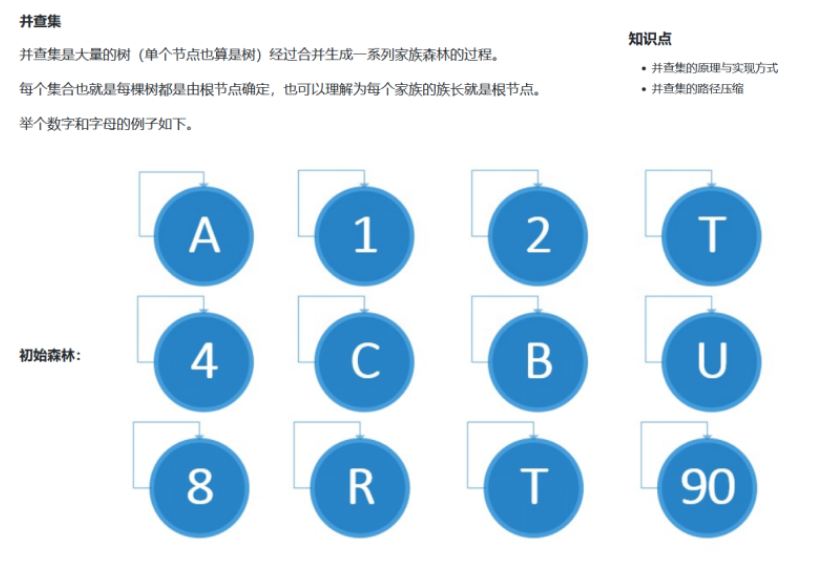 并查集
并查集是大量的树（单个节点也算是树）经过合并生成一系列家族森林的过程。
每个集合也就是每棵树都是由根节点确定，也可以理解为每个家族的族长就是根节点。
举个数字和字母的例子如下。
知识点
• 并查集的原理与实现方式
• 并查集的路径压缩
A 1 2 T
初始森林：
4 C B U
8 R T 90